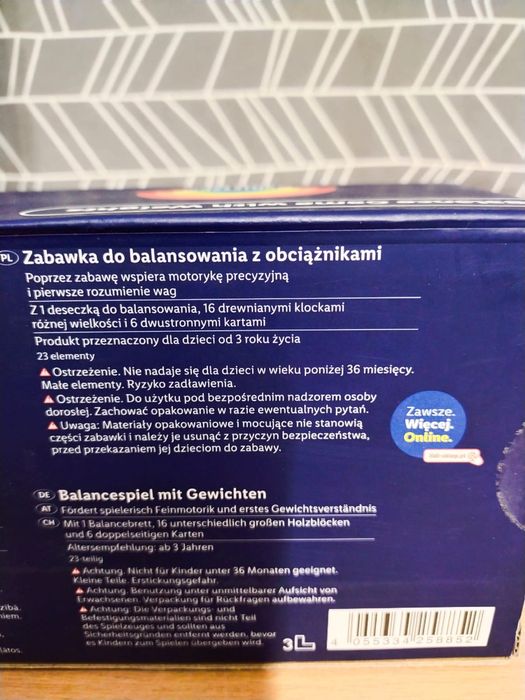 PL Zabawka do balansowania z obciążnikami
Poprzez zabawę wspiera motorykę precyzyjną
i pierwsze rozumienie wag
Z 1 deseczką do balansowania, 16 drewnianymi klockami
różnej wielkości i 6 dwustronnymi kartami
Produkt przeznaczony dla dzieci od 3 roku życia
23 elementy
Ostrzeżenie. Nie nadaje się dla dzieci w wieku poniżej 36 miesięcy.
Małe elementy. Ryzyko zadławienia.
Ostrzeżenie. Do użytku pod bezpośrednim nadzorem osoby
dorosłej. Zachować opakowanie w razie ewentualnych pytań.
Uwaga: Materiały opakowaniowe i mocujące nie stanowią
części zabawki i należy je usunąć z przyczyn bezpieczeństwa,
przed przekazaniem jej dzieciom do zabawy.
Zawsze.
Więcej.
Online.
DE Balancespiel mit Gewichten
AT Fördert spielerisch Feinmotorik und erstes Gewichtsverständnis
CH Mit 1 Balancebrett, 16 unterschiedlich großen Holzblöcken
und 6 doppelseitigen Karten
Altersempfehlung: ab 3 Jahren
23-teilig
Achtung. Nicht für Kinder unter 36 Monaten geeignet.
Kleine Teile. Erstickungsgefahr.
Achtung. Benutzung unter unmittelbarer Aufsicht von
Erwachsenen. Verpackung für Rückfragen aufbewahren.
Achtung: Die Verpackungs- und
Befestigungsmaterialien sind nicht Teil
des Spielzeuges und sollten aus
Sicherheitsgründen entfernt werden, bevor
es Kindern zum Spielen übergeben wird.
3L
4 055334 258852